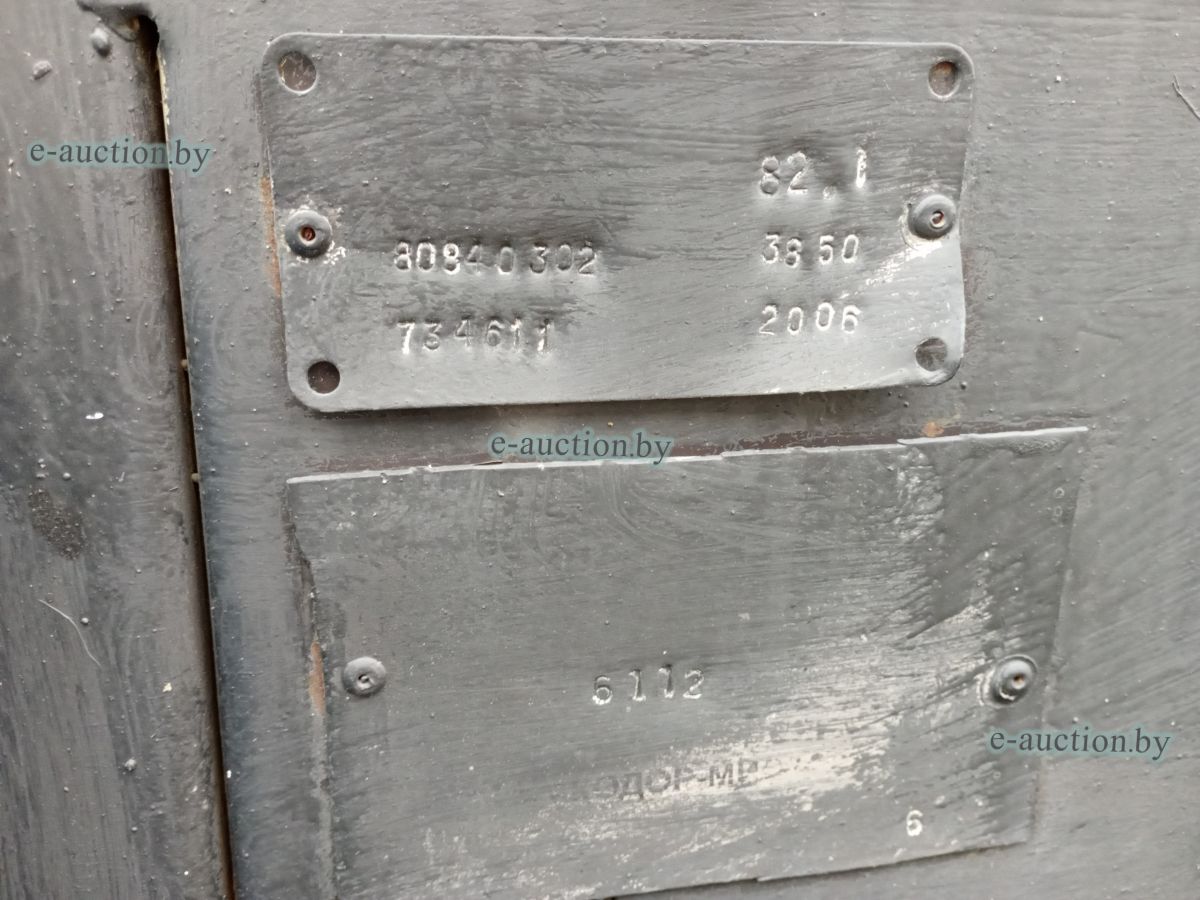 e-auction.by
82.1
80840302 3850
734611 2006
e-auction.by
6112
e-auction.by
6